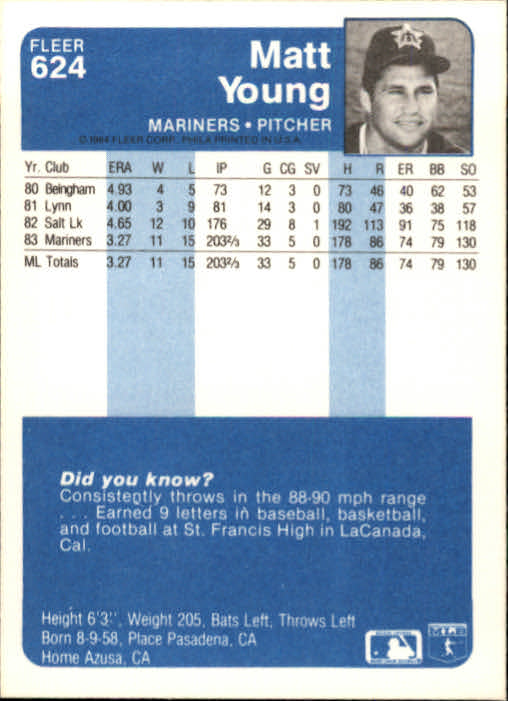 FLEER
624
Matt
Young
MARINERS • PITCHER
© 1984 FLEER CORP., PHILA PRINTED IN U.S.A.
Yr. Club ERA W L IP G CG SV H R ER BB SO
80 Beingham 4.93 4 5 73 12 3 0 73 46 40 62 53
81 Lynn 4.00 3 9 81 14 3 0 80 47 36 38 57
82 Salt Lk 4.65 12 10 176 29 8 1 192 113 91 75 118
83 Mariners 3.27 11 15 203⅔ 33 5 0 178 86 74 79 130
ML Totals 3.27 11 15 203⅔ 33 5 0 178 86 74 79 130
Did you know?
Consistently throws in the 88-90 mph range
. . . Earned 9 letters in baseball, basketball,
and football at St. Francis High in LaCanada,
Cal.
Height 6'3", Weight 205, Bats Left, Throws Left
Born 8-9-58, Place Pasadena, CA
Home Azusa, CA